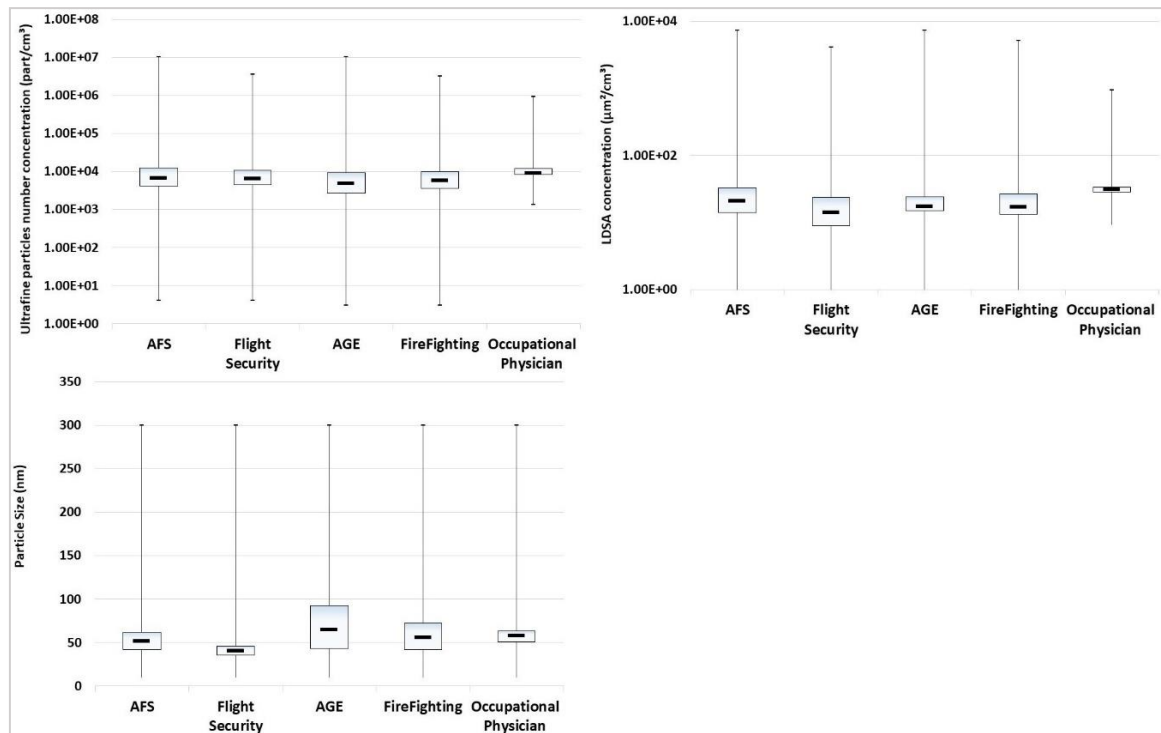 Ultrafine particles number concentration (part/cm³)
1.00E+08
1.00E+07
1.00E+06
1.00E+05
1.00E+04
1.00E+03
1.00E+02
1.00E+01
1.00E+00
AFS
Flight
Security
AGE
FireFighting
Occupational
Physician
LDSA concentration (µm²/cm³)
1.00E+04
1.00E+02
1.00E+00
AFS
Flight
Security
AGE
FireFighting
Occupational
Physician
Particle Size (nm)
350
300
250
200
150
100
50
0
AFS
Flight
Security
AGE
FireFighting
Occupational
Physician